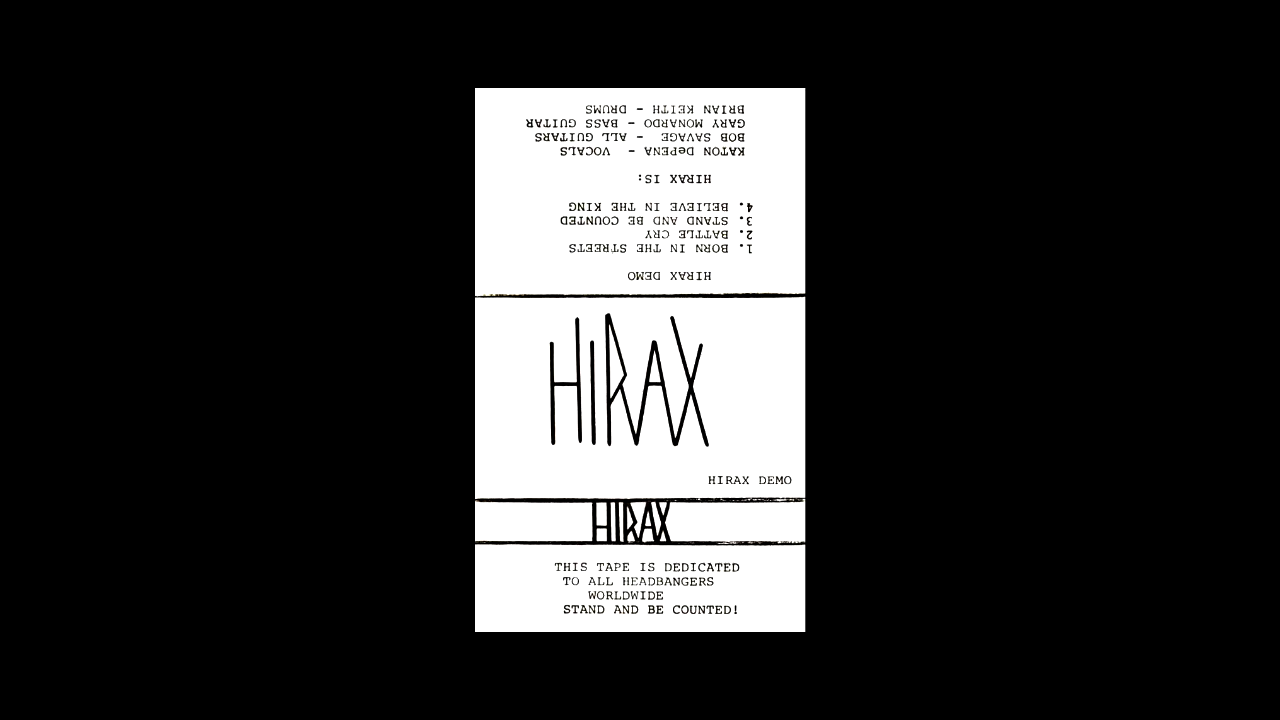 HIRAX DEMO
1. BORN IN THE STREETS
2. BATTLE CRY
3. STAND AND BE COUNTED
4. BELIEVE IN THE KING
HIRAX IS:
KATON DePENA - VOCALS
BOB SAVAGE - ALL GUITARS
GARY MONARDO - BASS GUITAR
BRIAN KEITH - DRUMS
HIRAX
HIRAX DEMO
HIRAX
THIS TAPE IS DEDICATED
TO ALL HEADBANGERS
WORLDWIDE
STAND AND BE COUNTED!